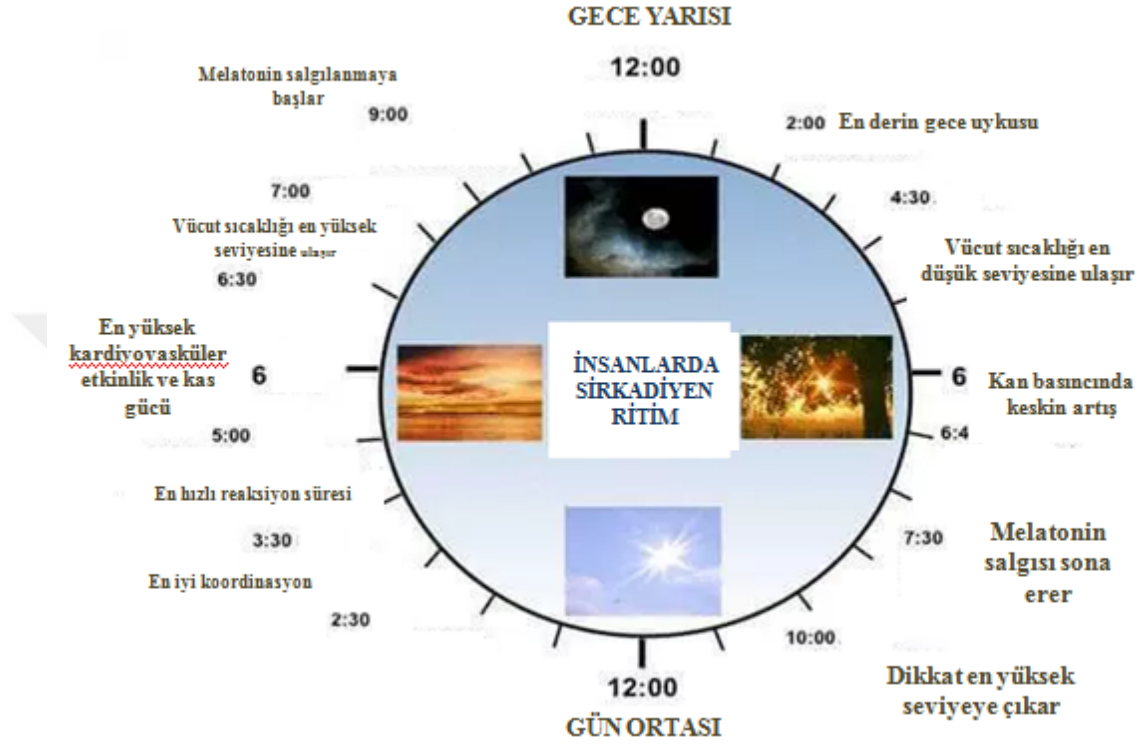 GECE YARISI
12:00
Melatonin salgılanmaya
başlar
9:00
2:00 En derin gece uykusu
7:00
4:30
Vücut sıcaklığı en yüksek
seviyesine ulaşır
6:30
Vücut sıcaklığı en
düşük seviyesine ulaşır
En yüksek
kardiyovasküler
etkinlik ve kas
gücü
6
İNSANLARDA
SİRKADİYEN
RİTİM
6
Kan basıncında
keskin artış
5:00
6:4
En hızlı reaksiyon süresi
3:30
7:30
Melatonin
salgısı sona
erer
En iyi koordinasyon
2:30
10:00
Dikkat en yüksek
seviyeye çıkar
12:00
GÜN ORTASI